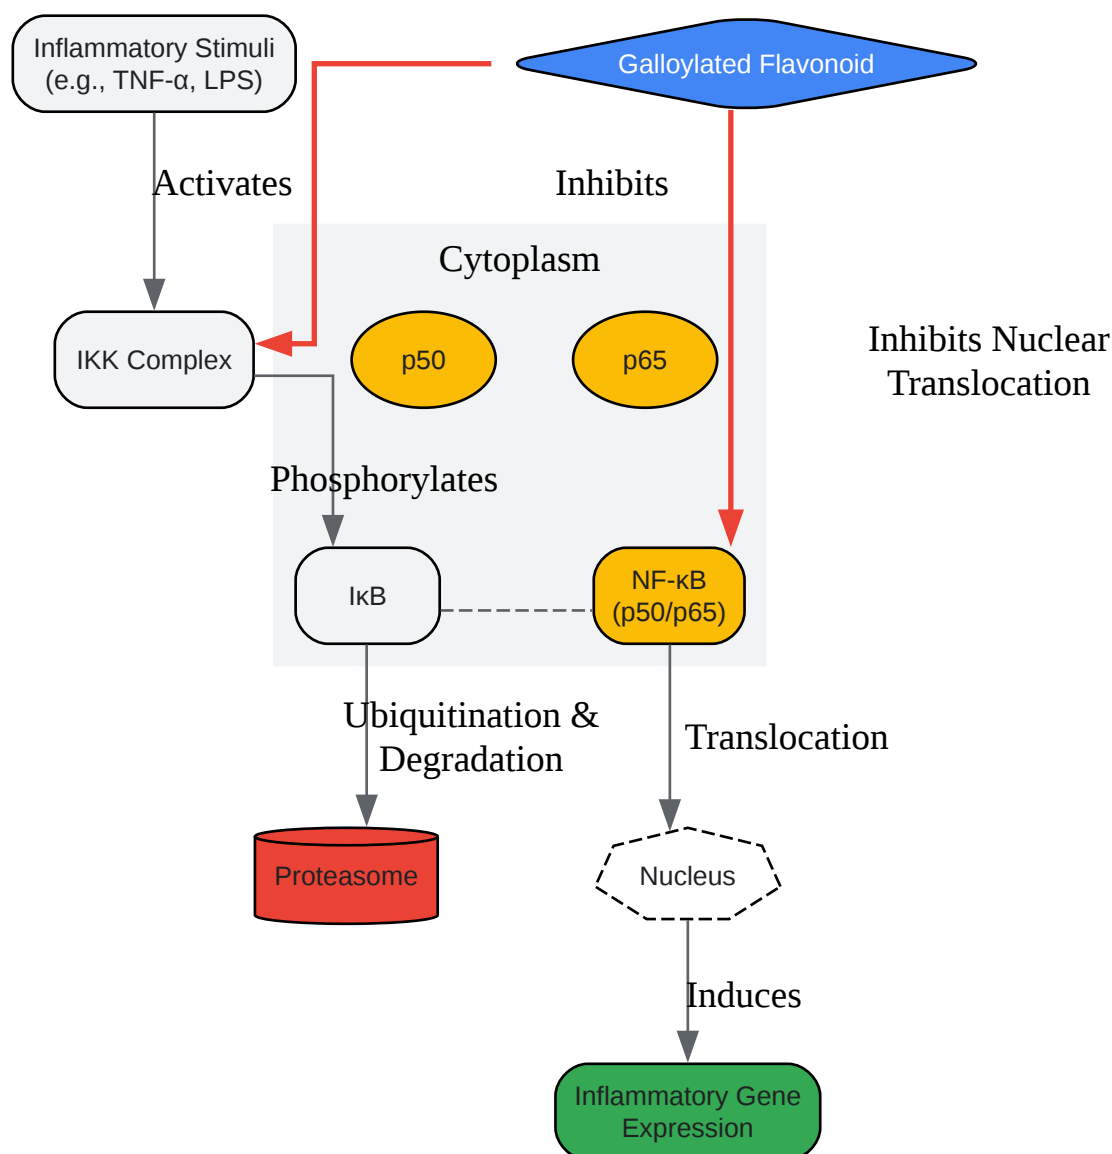 Inflammatory Stimuli
(e.g., TNF-α, LPS)
Galloylated Flavonoid
Activates
Inhibits
Cytoplasm
IKK Complex
p50
p65
Inhibits Nuclear
Translocation
Phosphorylates
IκB
NF-κB
(p50/p65)
Ubiquitination &
Degradation
Translocation
Proteasome
Nucleus
Induces
Inflammatory Gene
Expression